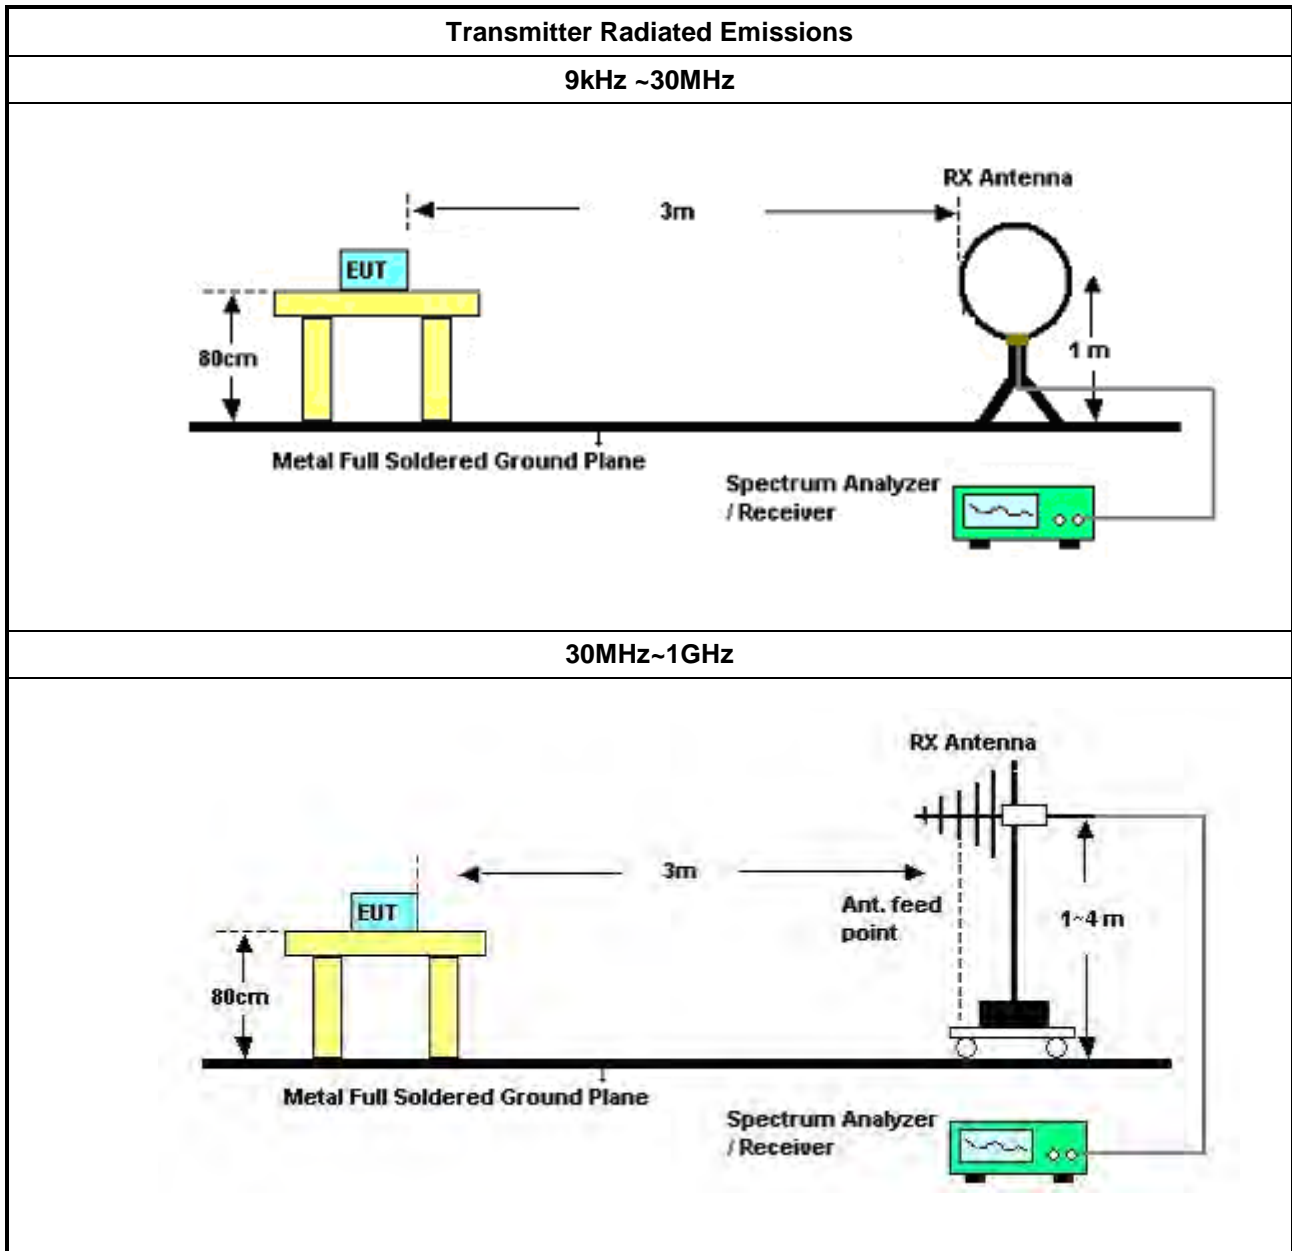 Transmitter Radiated Emissions
9kHz ~30MHz
RX Antenna
3m
EUT
80cm
1 m
Metal Full Soldered Ground Plane
Spectrum Analyzer
/ Receiver
30MHz~1GHz
RX Antenna
3m
Ant. feed
point
1~4 m
EUT
80cm
Metal Full Soldered Ground Plane
Spectrum Analyzer
/ Receiver